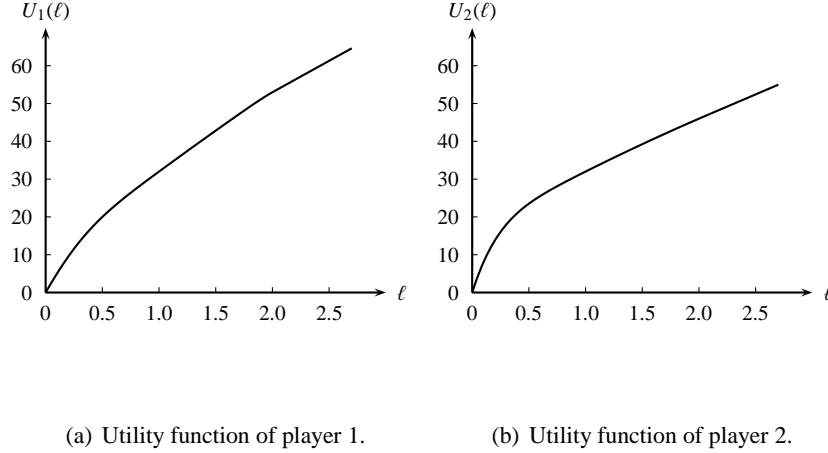 U₁(ℓ)
60
50
40
30
20
10
0
0 0.5 1.0 1.5 2.0 2.5 ℓ
(a) Utility function of player 1.
U₂(ℓ)
60
50
40
30
20
10
0
0 0.5 1.0 1.5 2.0 2.5 ℓ
(b) Utility function of player 2.